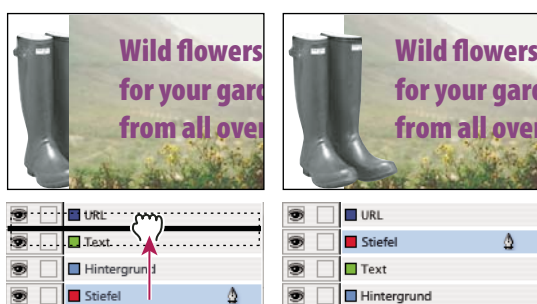 Wild flowers
for your gard
from all over
Wild flowers
for your gard
from all over
URL
Text
Hintergrund
Stiefel
URL
Stiefel
Text
Hintergrund